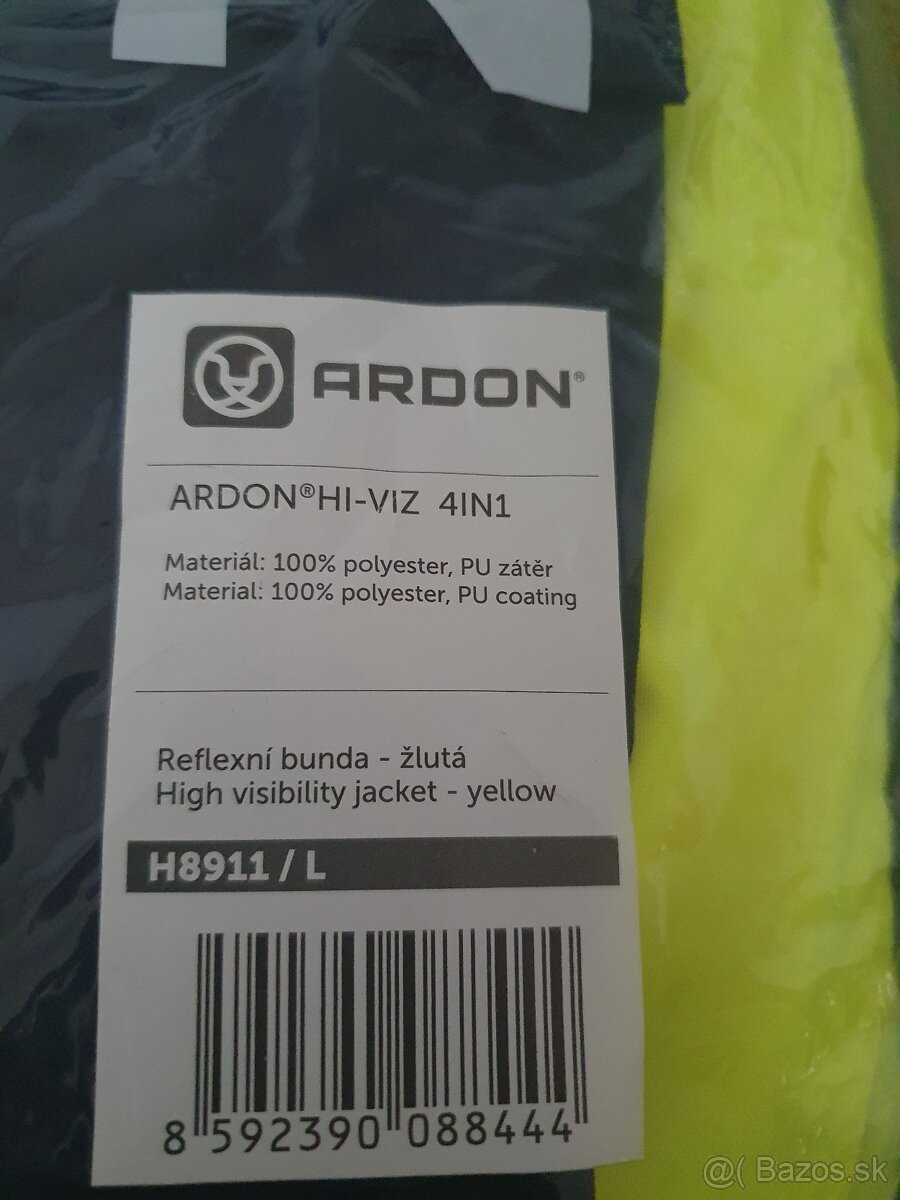 ARDON®
ARDON®HI-VIZ 4IN1
Materiál: 100% polyester, PU zátěr
Material: 100% polyester, PU coating
Reflexní bunda - žlutá
High visibility jacket - yellow
H8911 / L
8 592390 088444
@( Bazos.sk